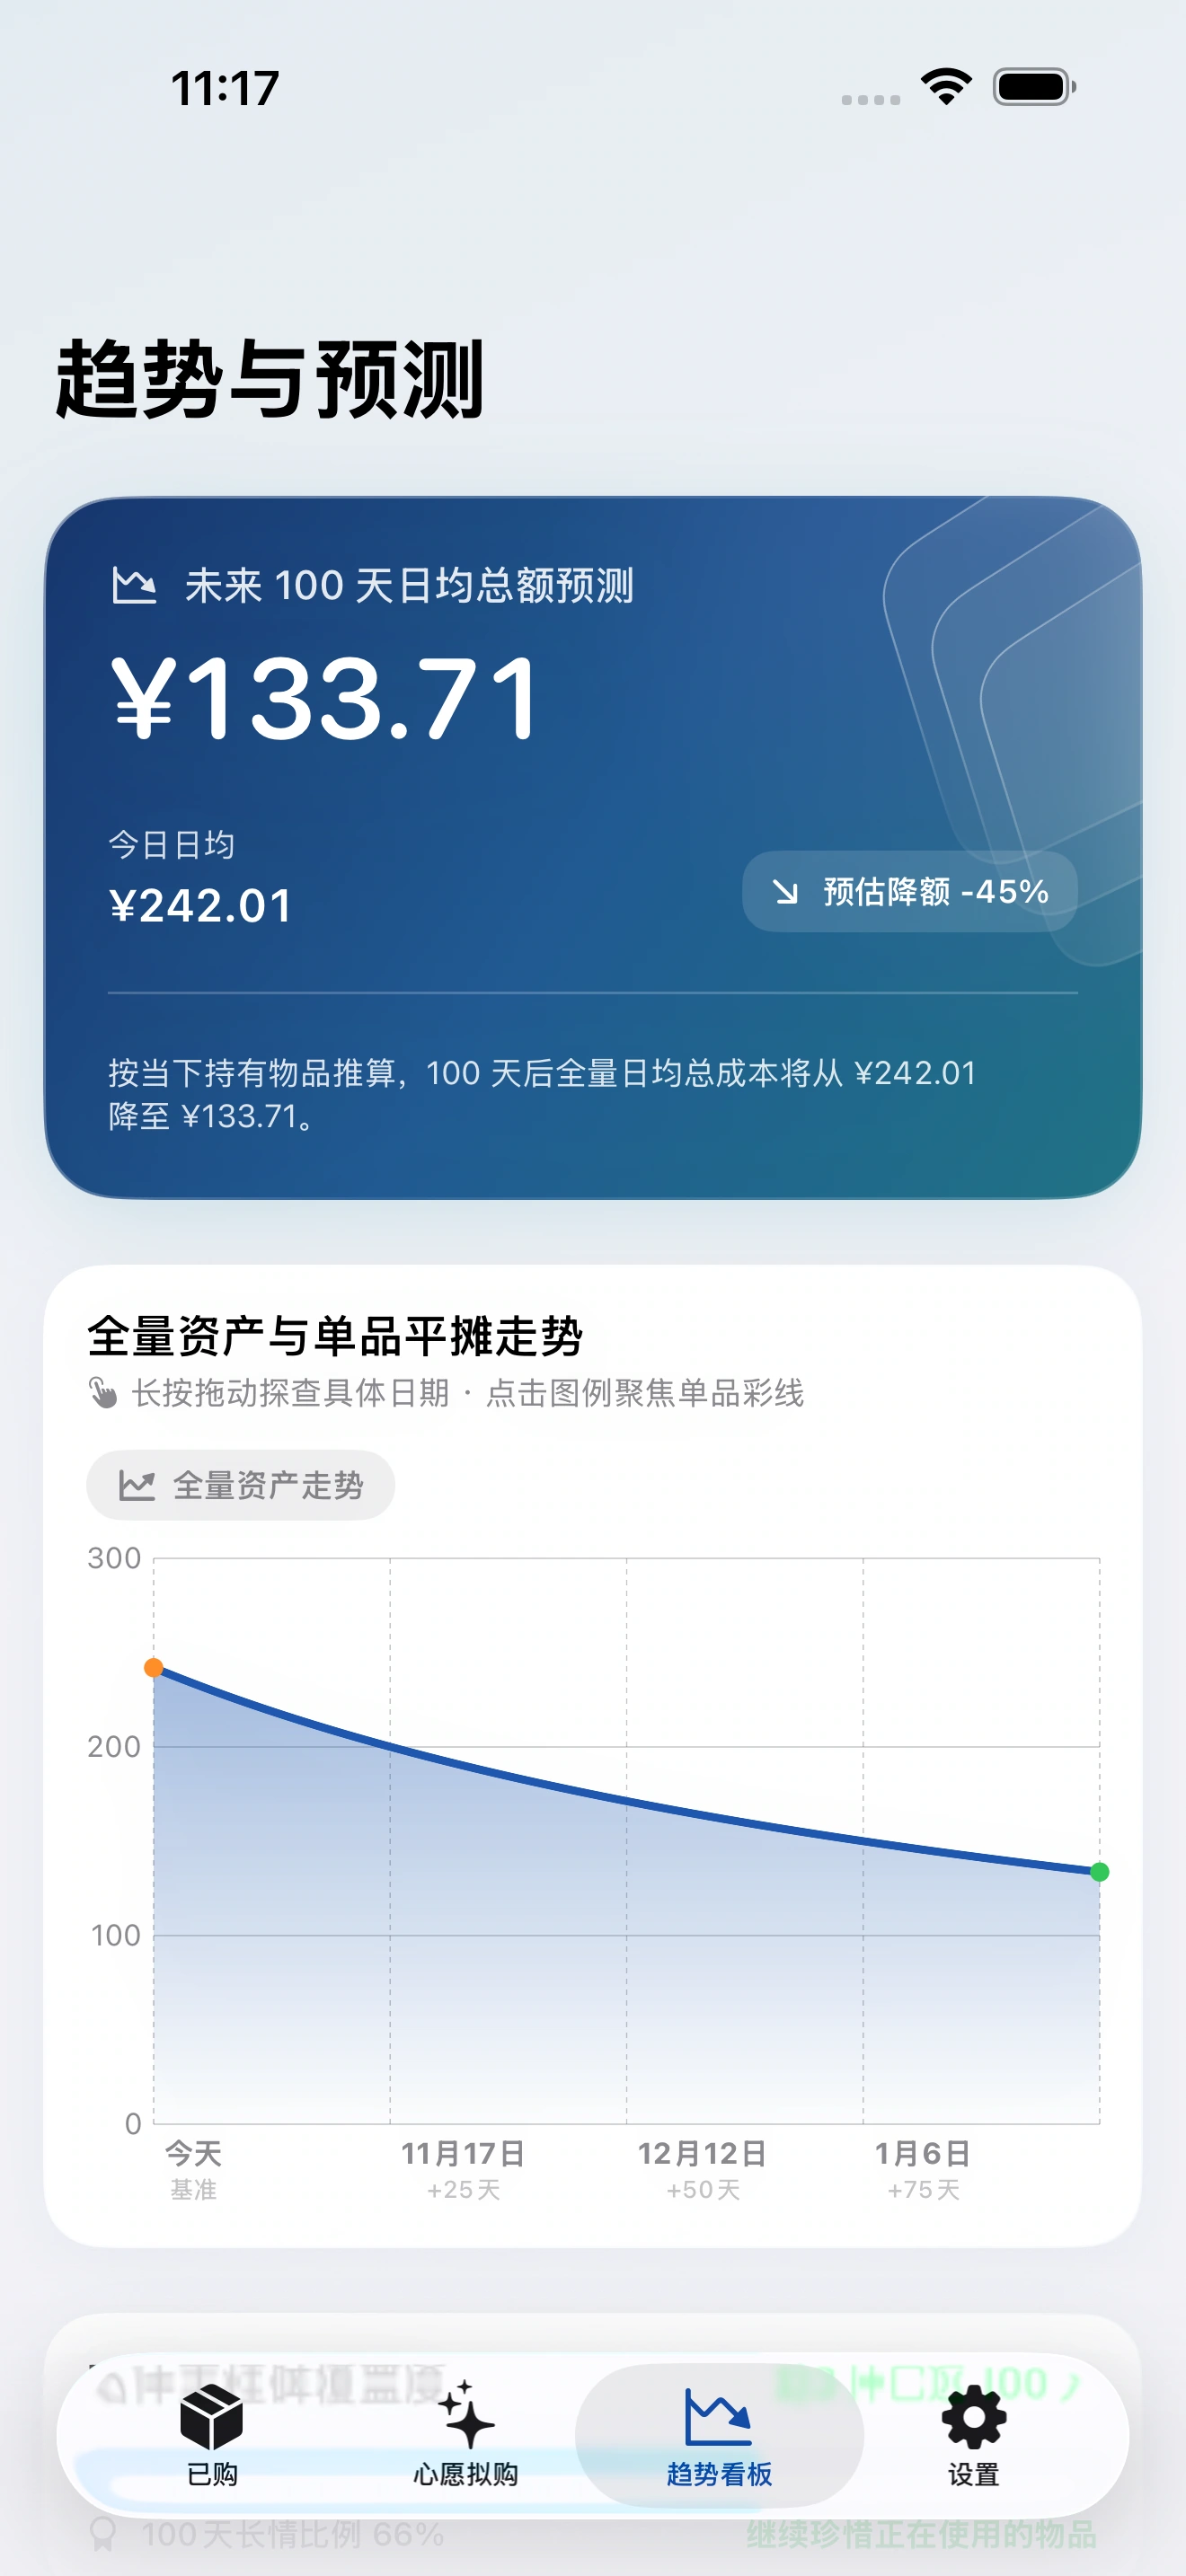 11:17
趋势与预测
未来 100 天日均总额预测
¥133.71
今日日均
¥242.01
预估降额 -45%
按当下持有物品推算，100 天后全量日均总成本将从 ¥242.01
降至 ¥133.71。
全量资产与单品平摊走势
长按拖动探查具体日期 · 点击图例聚焦单品彩线
全量资产走势
300
200
100
0
今天
11月17日
12月12日
1月6日
基准
+25天
+50天
+75天
已购
心愿拟购
趋势看板
设置
100天长情比例 66%
继续珍惜正在使用的物品